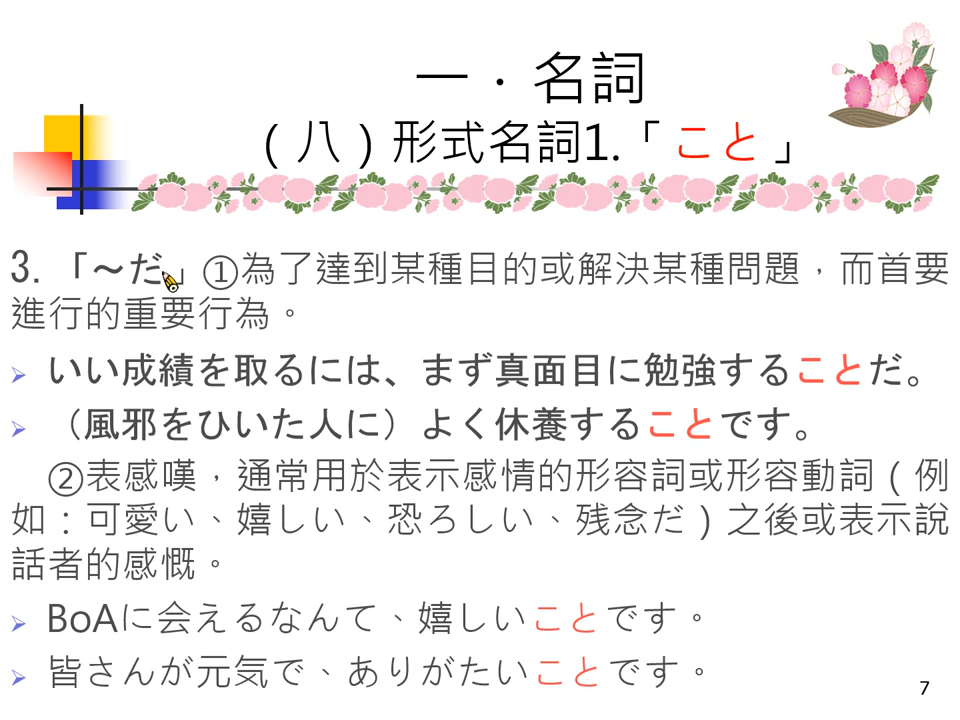 一．名詞
（八）形式名詞1.「こと」
3.「～だ」①為了達到某種目的或解決某種問題，而首要
進行的重要行為。
いい成績を取るには、まず真面目に勉強することだ。
（風邪をひいた人に）よく休養することです。
②表感嘆，通常用於表示感情的形容詞或形容動詞（例
如：可愛い、嬉しい、恐ろしい、残念だ）之後或表示說
話者的感慨。
BoAに会えるなんて、嬉しいことです。
皆さんが元気で、ありがたいことです。
7